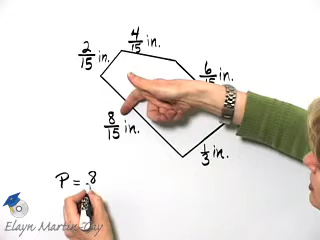 4/15 in.
2/15 in.
6/15 in.
8/15 in.
1/3 in.
P = 8
Elayn Martin-Gay